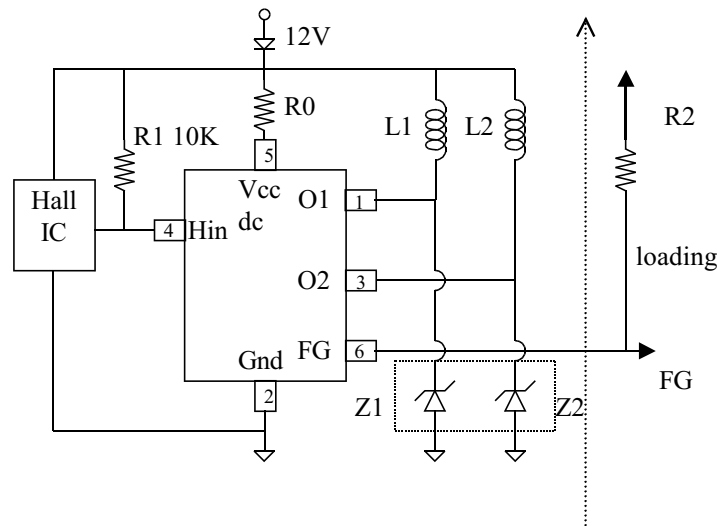 12V
R0
L1
L2
R2
R1 10K
5
Hall
IC
Vcc
dc
O1
1
4
Hin
O2
3
loading
Gnd
FG
6
2
FG
Z1
Z2